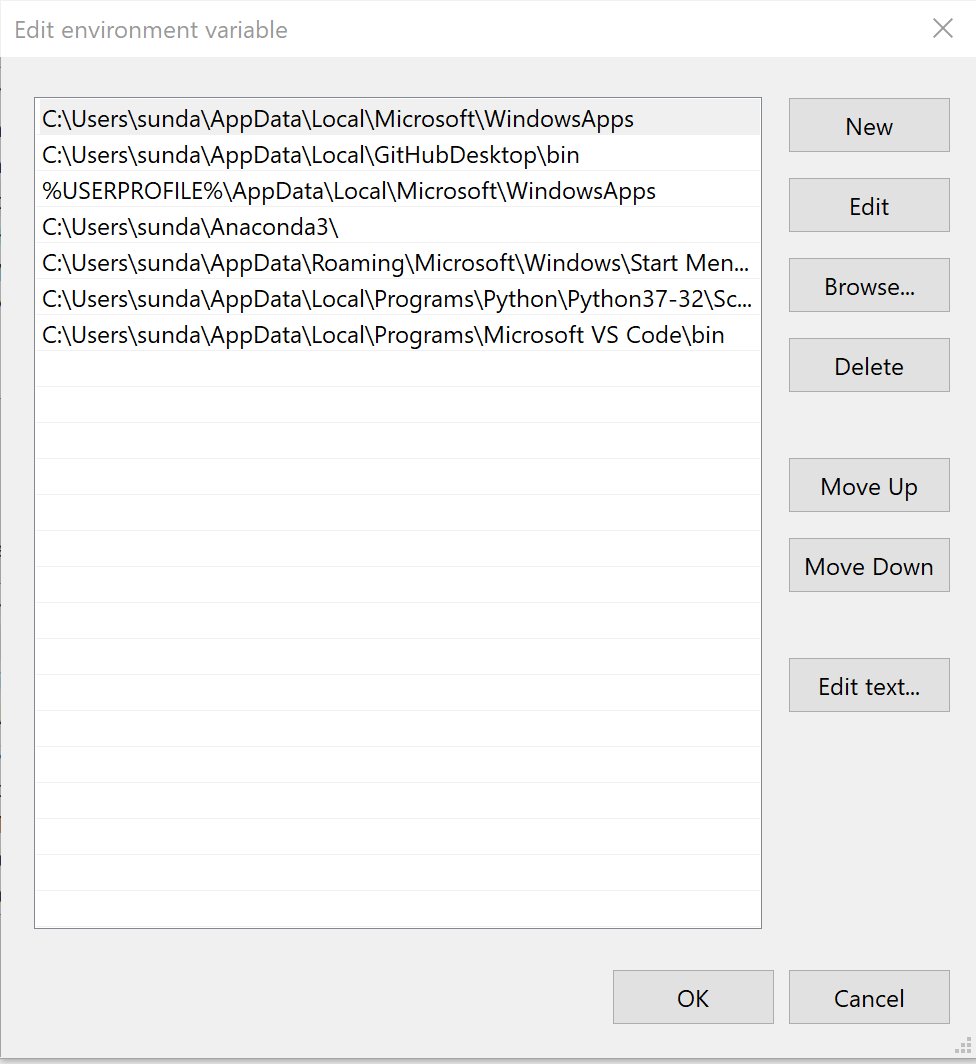 Edit environment variable
C:\Users\sunda\AppData\Local\Microsoft\WindowsApps
C:\Users\sunda\AppData\Local\GitHubDesktop\bin
%USERPROFILE%\AppData\Local\Microsoft\WindowsApps
C:\Users\sunda\Anaconda3\
C:\Users\sunda\AppData\Roaming\Microsoft\Windows\Start Men...
C:\Users\sunda\AppData\Local\Programs\Python\Python37-32\Sc...
C:\Users\sunda\AppData\Local\Programs\Microsoft VS Code\bin
New
Edit
Browse...
Delete
Move Up
Move Down
Edit text...
OK
Cancel